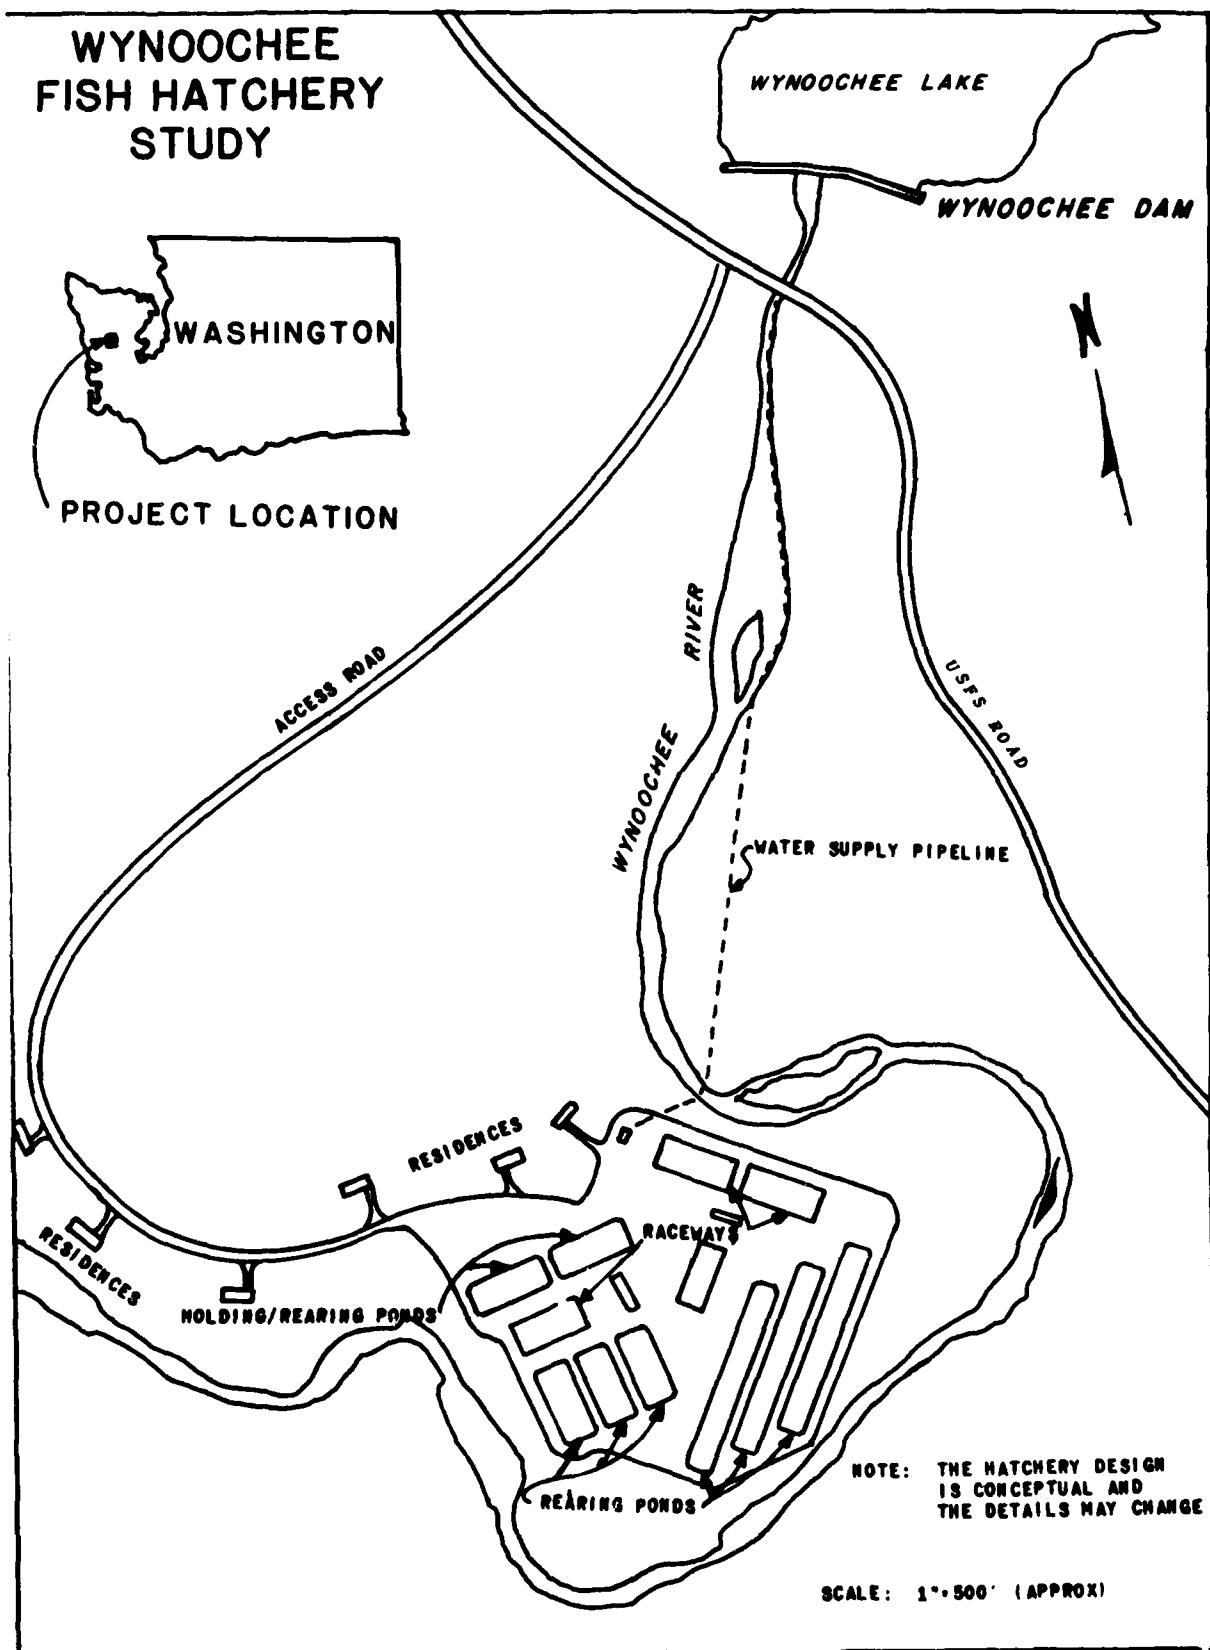 WYNOOCHEE
FISH HATCHERY
STUDY
WYNOOCHEE LAKE
WYNOOCHEE DAM
N
WASHINGTON
PROJECT LOCATION
ACCESS ROAD
WYNOOCHEE RIVER
USFS ROAD
WATER SUPPLY PIPELINE
RESIDENCES
RESIDENCES
RACEWAYS
HOLDING/REARING PONDS
REARING PONDS
NOTE: THE HATCHERY DESIGN
IS CONCEPTUAL AND
THE DETAILS MAY CHANGE
SCALE: 1"=500' (APPROX)